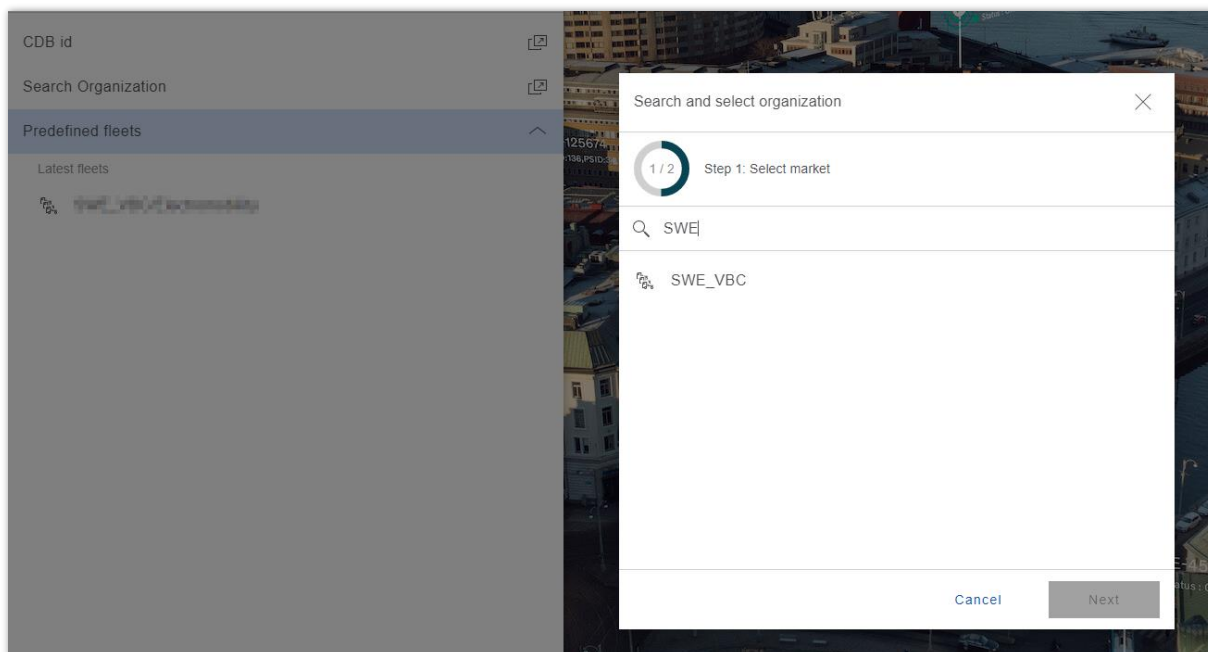 CDB id
Search Organization
Predefined fleets
Latest fleets
Search and select organization
1 / 2
Step 1: Select market
SWE
SWE_VBC
Cancel
Next